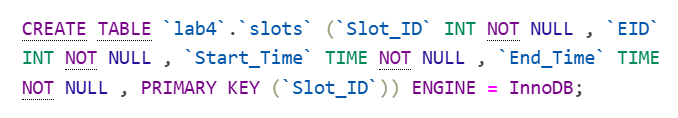 CREATE TABLE `lab4`.`slots` (`Slot_ID` INT NOT NULL , `EID`
INT NOT NULL , `Start_Time` TIME NOT NULL , `End_Time` TIME
NOT NULL , PRIMARY KEY (`Slot_ID`)) ENGINE = InnoDB;